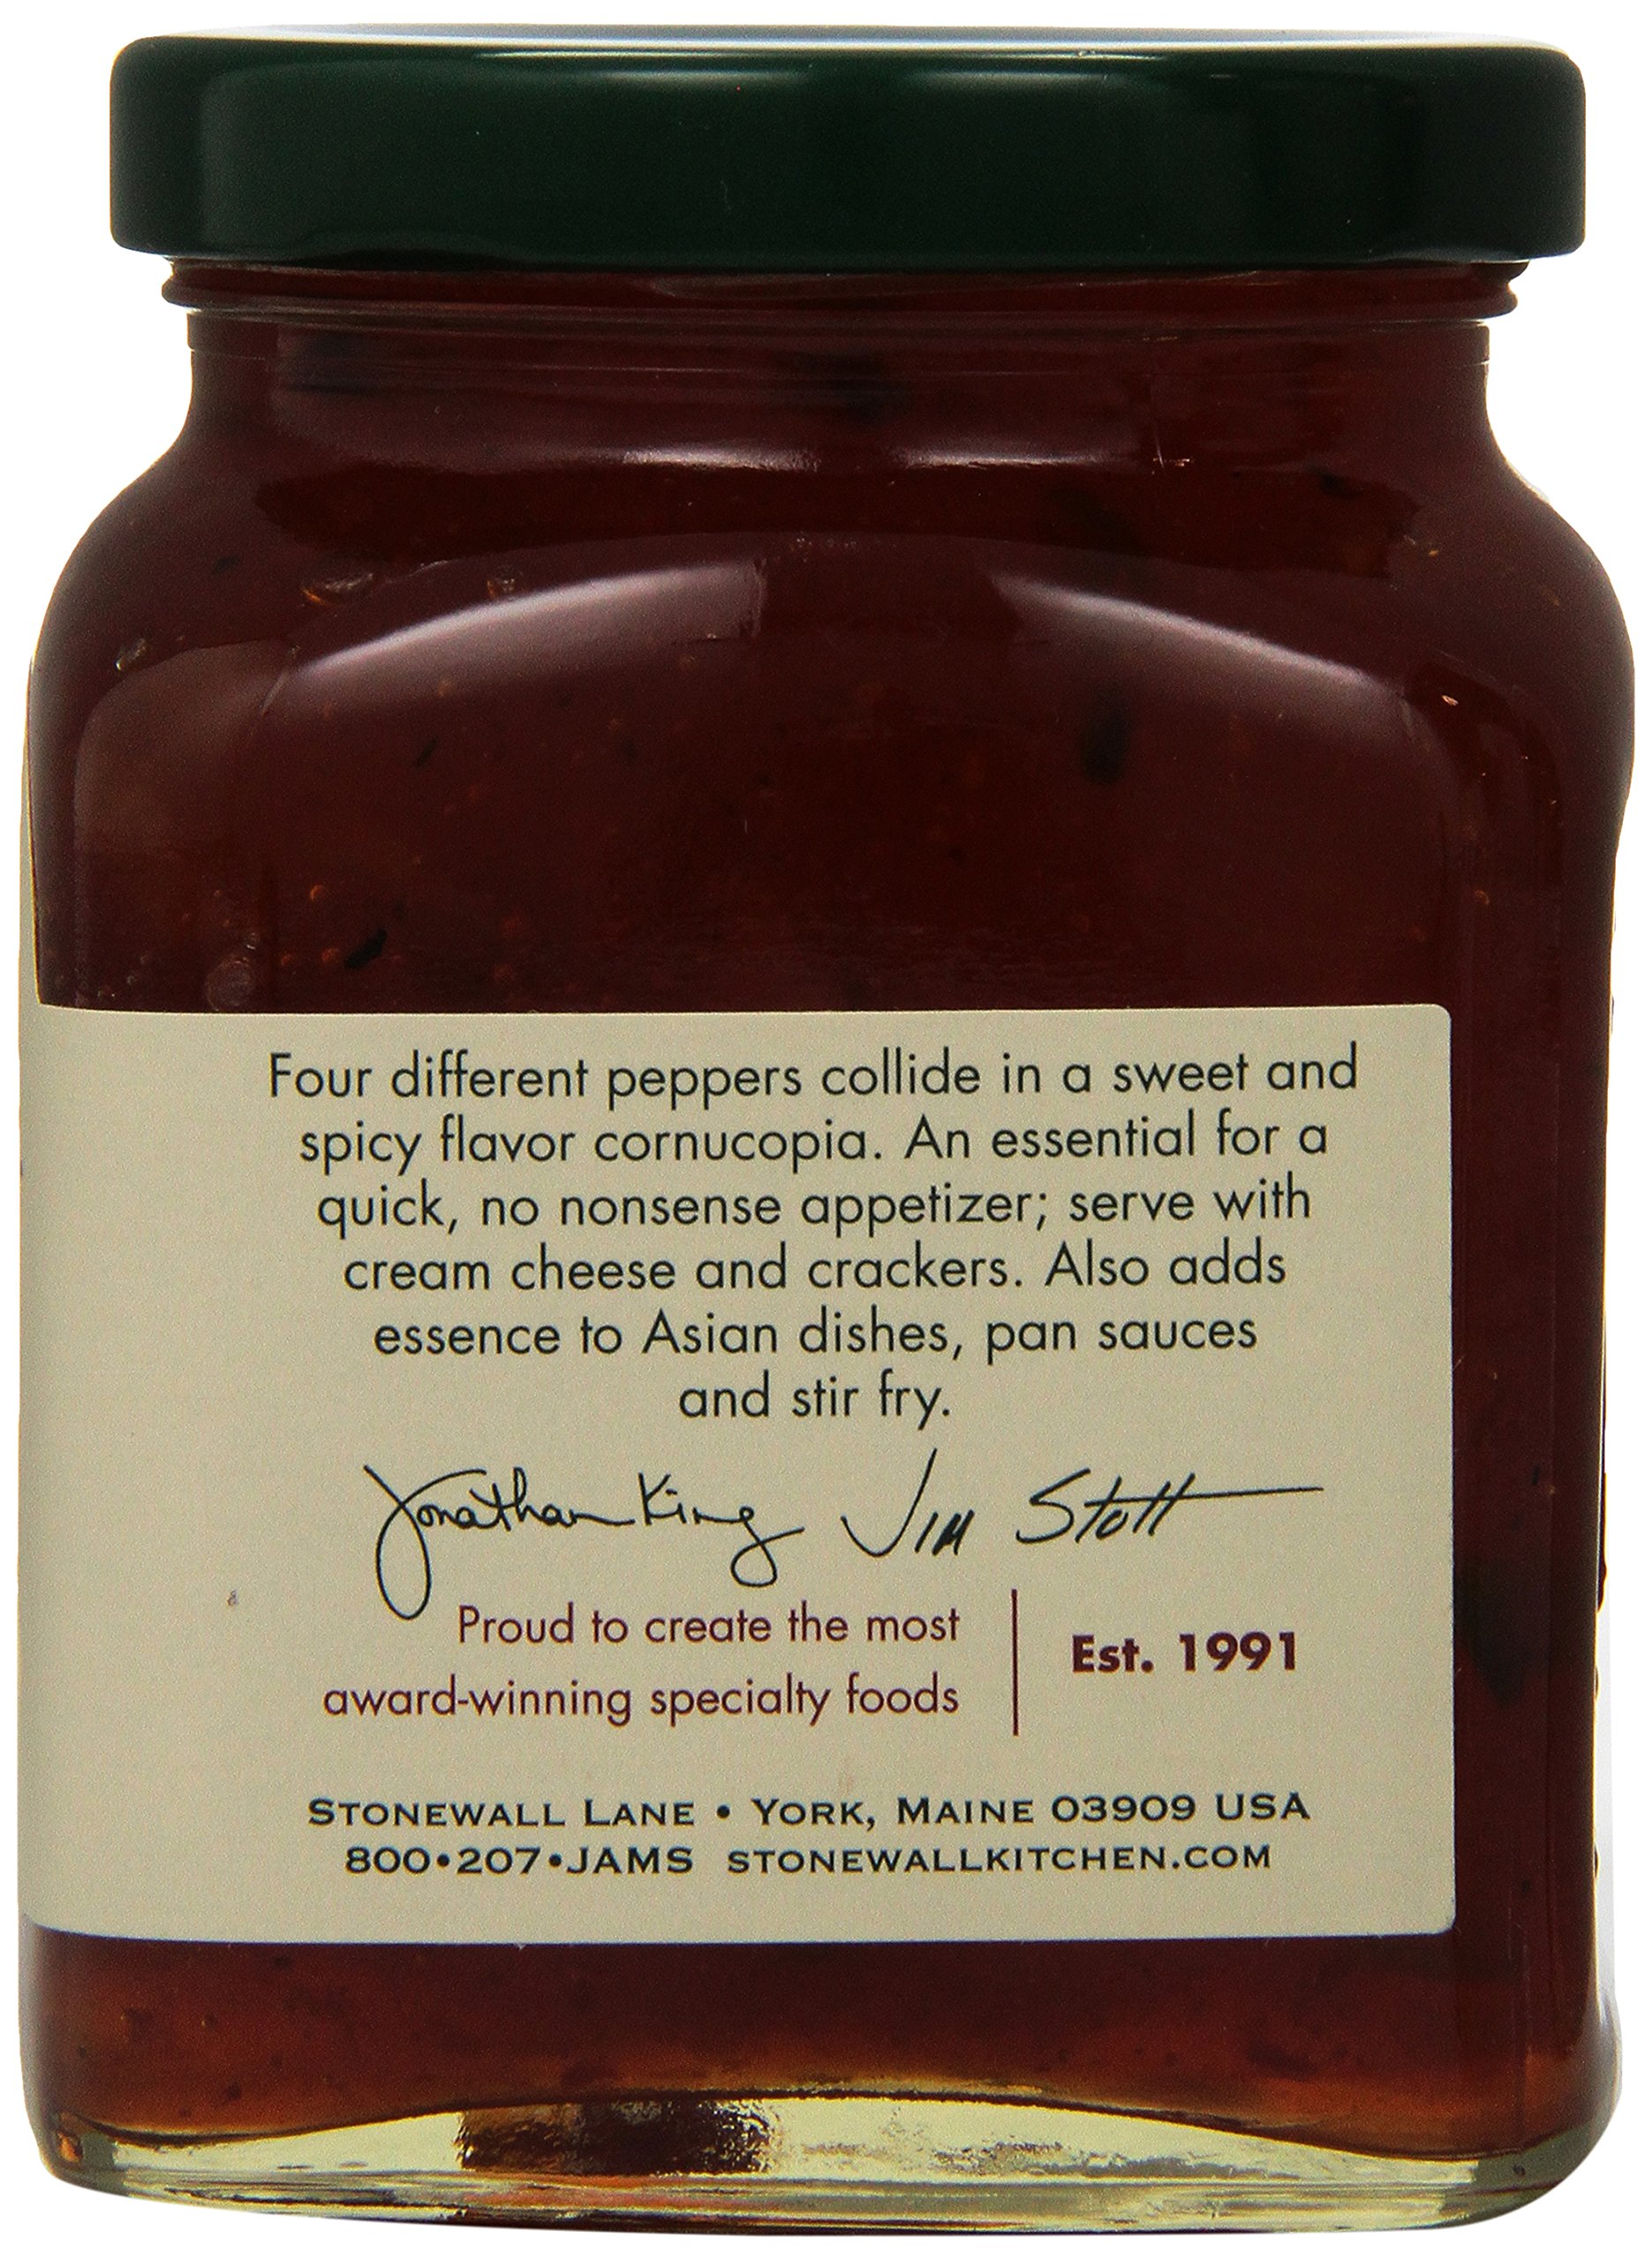 Four different peppers collide in a sweet and
spicy flavor cornucopia. An essential for a
quick, no nonsense appetizer; serve with
cream cheese and crackers. Also adds
essence to Asian dishes, pan sauces
and stir fry.
Jonathan King Jim Stott
Proud to create the most
award-winning specialty foods
Est. 1991
STONEWALL LANE • YORK, MAINE 03909 USA
800•207•JAMS STONEWALLKITCHEN.COM